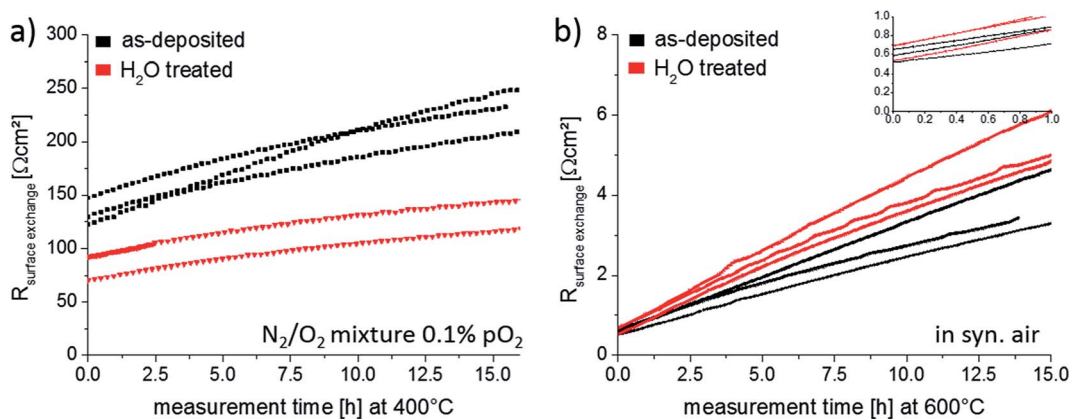 a)
as-deposited
H₂O treated
300
250
200
150
100
50
0
R surface exchange [Ωcm²]
N₂/O₂ mixture 0.1% pO₂
0.0 2.5 5.0 7.5 10.0 12.5 15.0
measurement time [h] at 400°C
b)
as-deposited
H₂O treated
8
6
4
2
0
R surface exchange [Ωcm²]
1.0
0.8
0.6
0.4
0.2
0.0
0.0 0.2 0.4 0.6 0.8 1.0
in syn. air
0.0 2.5 5.0 7.5 10.0 12.5 15.0
measurement time [h] at 600°C